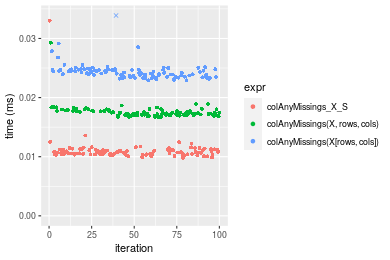 0.03
0.02
0.01
0.00
time (ms)
0
25
50
75
100
iteration
expr
colAnyMissings_X_S
colAnyMissings(X, rows, cols)
colAnyMissings(X[rows, cols])